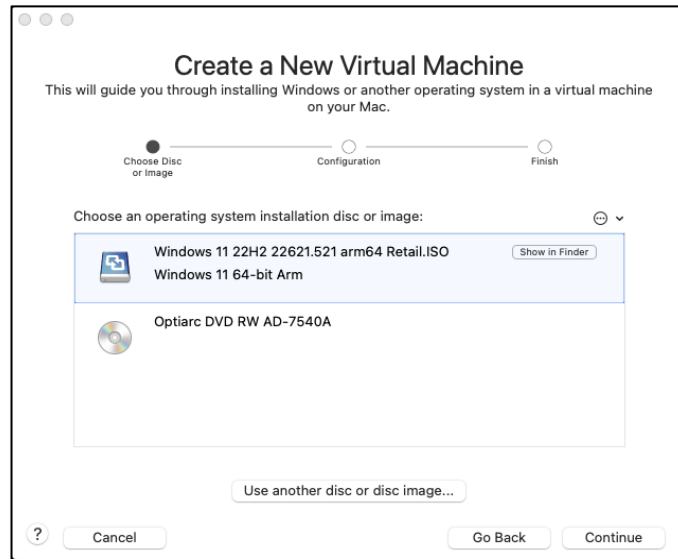 Create a New Virtual Machine
This will guide you through installing Windows or another operating system in a virtual machine
on your Mac.
Choose Disc
or Image
Configuration
Finish
Choose an operating system installation disc or image:
Windows 11 22H2 22621.521 arm64 Retail.ISO
Show in Finder
Windows 11 64-bit Arm
Optiarc DVD RW AD-7540A
Use another disc or disc image...
?
Cancel
Go Back
Continue